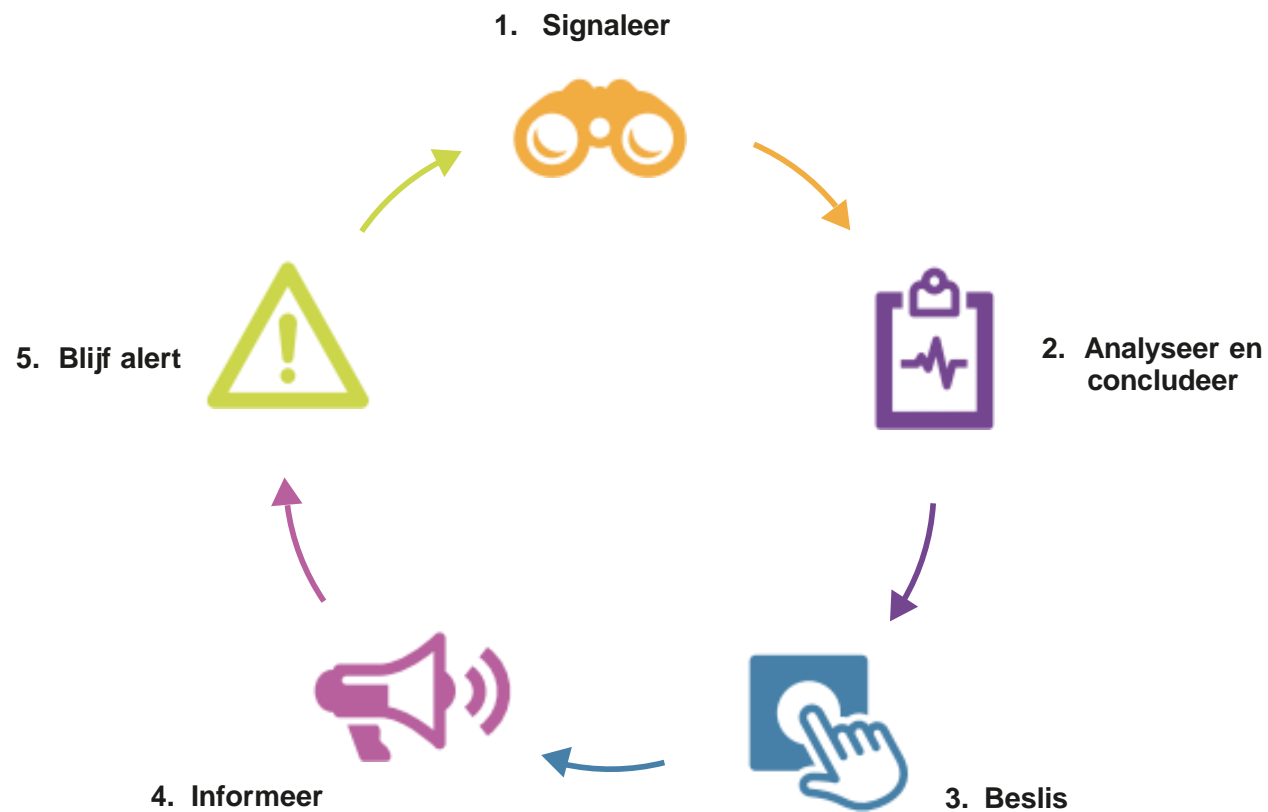 1. Signaleer
2. Analyseer en
concludeer
3. Beslis
4. Informeer
5. Blijf alert